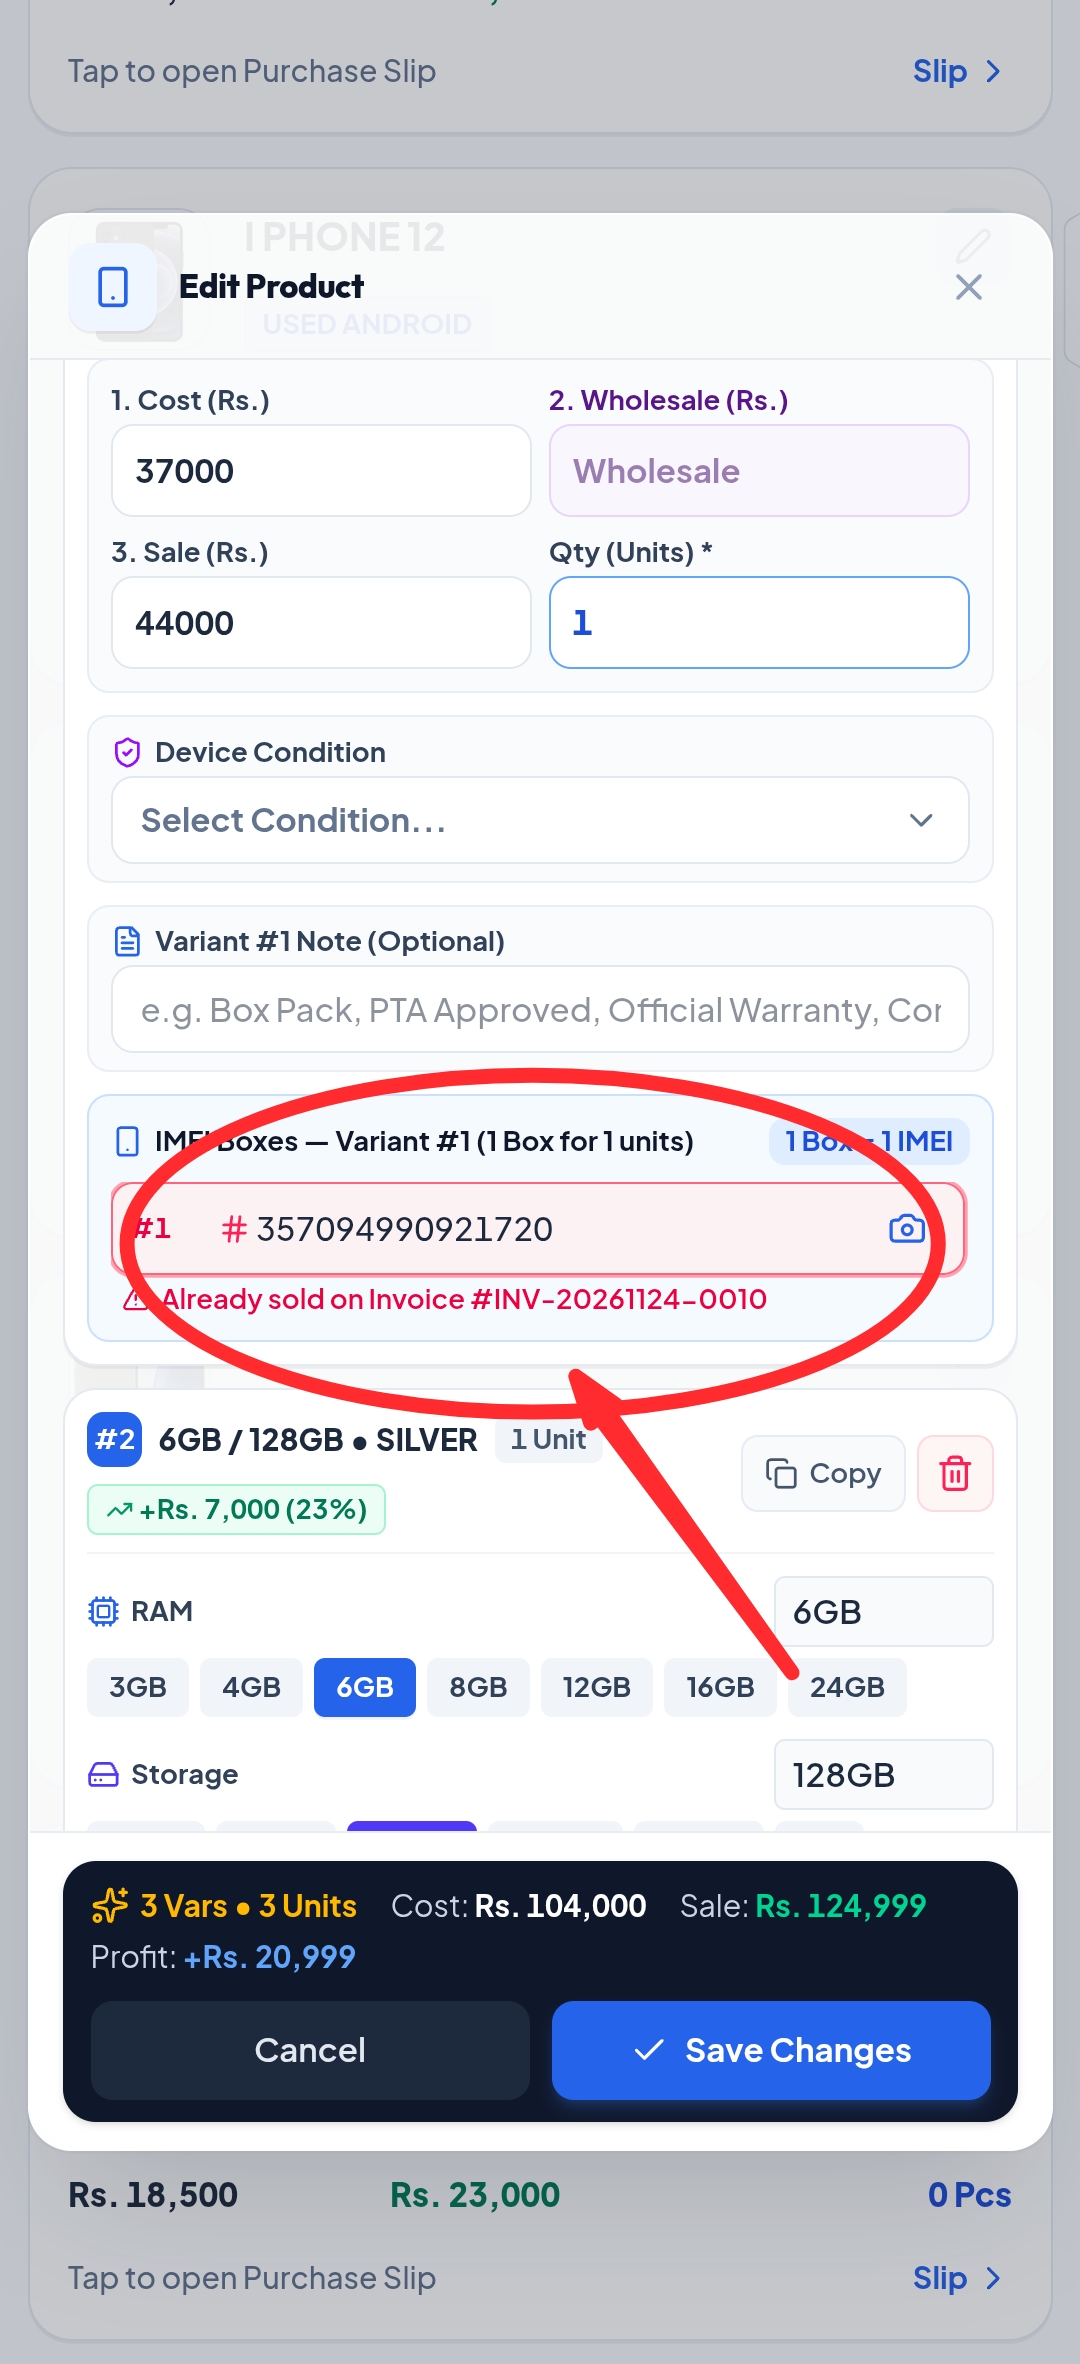 Tap to open Purchase Slip
Slip
I PHONE 12
Edit Product
USED ANDROID
1. Cost (Rs.)
2. Wholesale (Rs.)
37000
Wholesale
3. Sale (Rs.)
Qty (Units) *
44000
1
Device Condition
Select Condition...
Variant #1 Note (Optional)
e.g. Box Pack, PTA Approved, Official Warranty, Cor
IMEI Boxes — Variant #1 (1 Box for 1 units)
1 Box = 1 IMEI
#1
# 357094990921720
Already sold on Invoice #INV-20261124-0010
#2
6GB / 128GB • SILVER
1 Unit
Copy
+Rs. 7,000 (23%)
RAM
6GB
3GB
4GB
6GB
8GB
12GB
16GB
24GB
Storage
128GB
3 Vars • 3 Units
Cost: Rs. 104,000
Sale: Rs. 124,999
Profit: +Rs. 20,999
Cancel
Save Changes
Rs. 18,500
Rs. 23,000
0 Pcs
Tap to open Purchase Slip
Slip